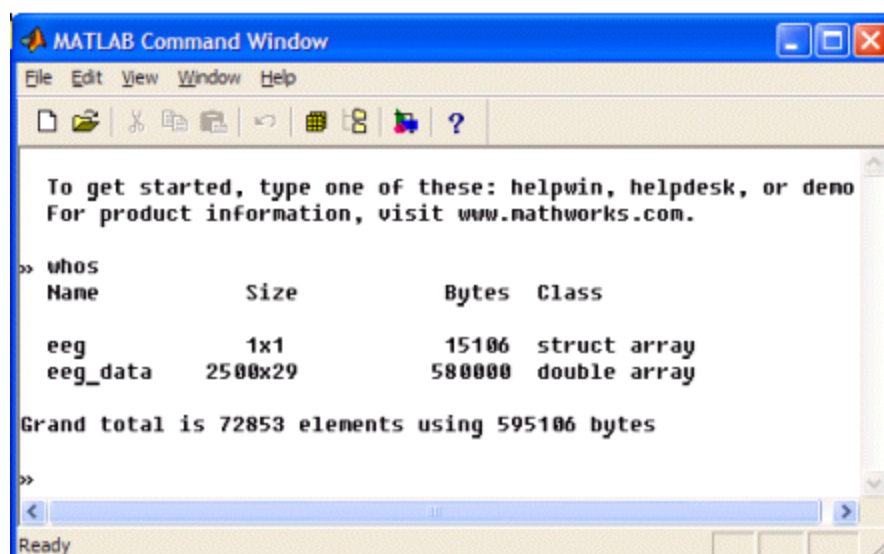 MATLAB Command Window
File Edit View Window Help
To get started, type one of these: helpwin, helpdesk, or demo
For product information, visit www.mathworks.com.
» whos
Name Size Bytes Class
eeg 1x1 15106 struct array
eeg_data 2500x29 580000 double array
Grand total is 72853 elements using 595106 bytes
»
Ready